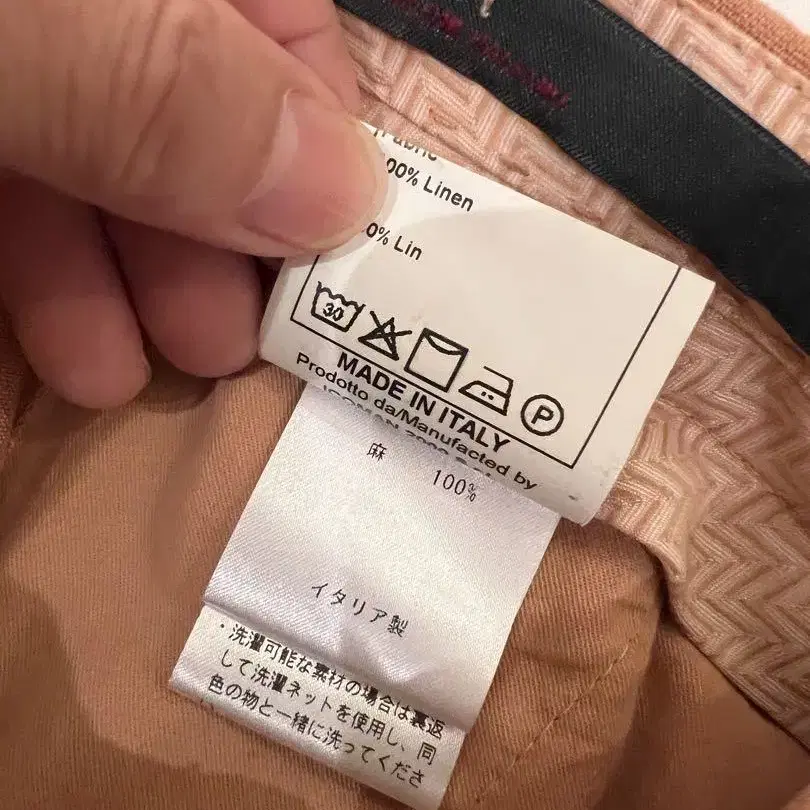 100% Linen
Lin
30
P
MADE IN ITALY
Prodotto da/Manufacted by
麻 100%
イタリア製
・洗濯可能な素材の場合は裏返
して洗濯ネットを使用し、同
色の物と一緒に洗ってくださ